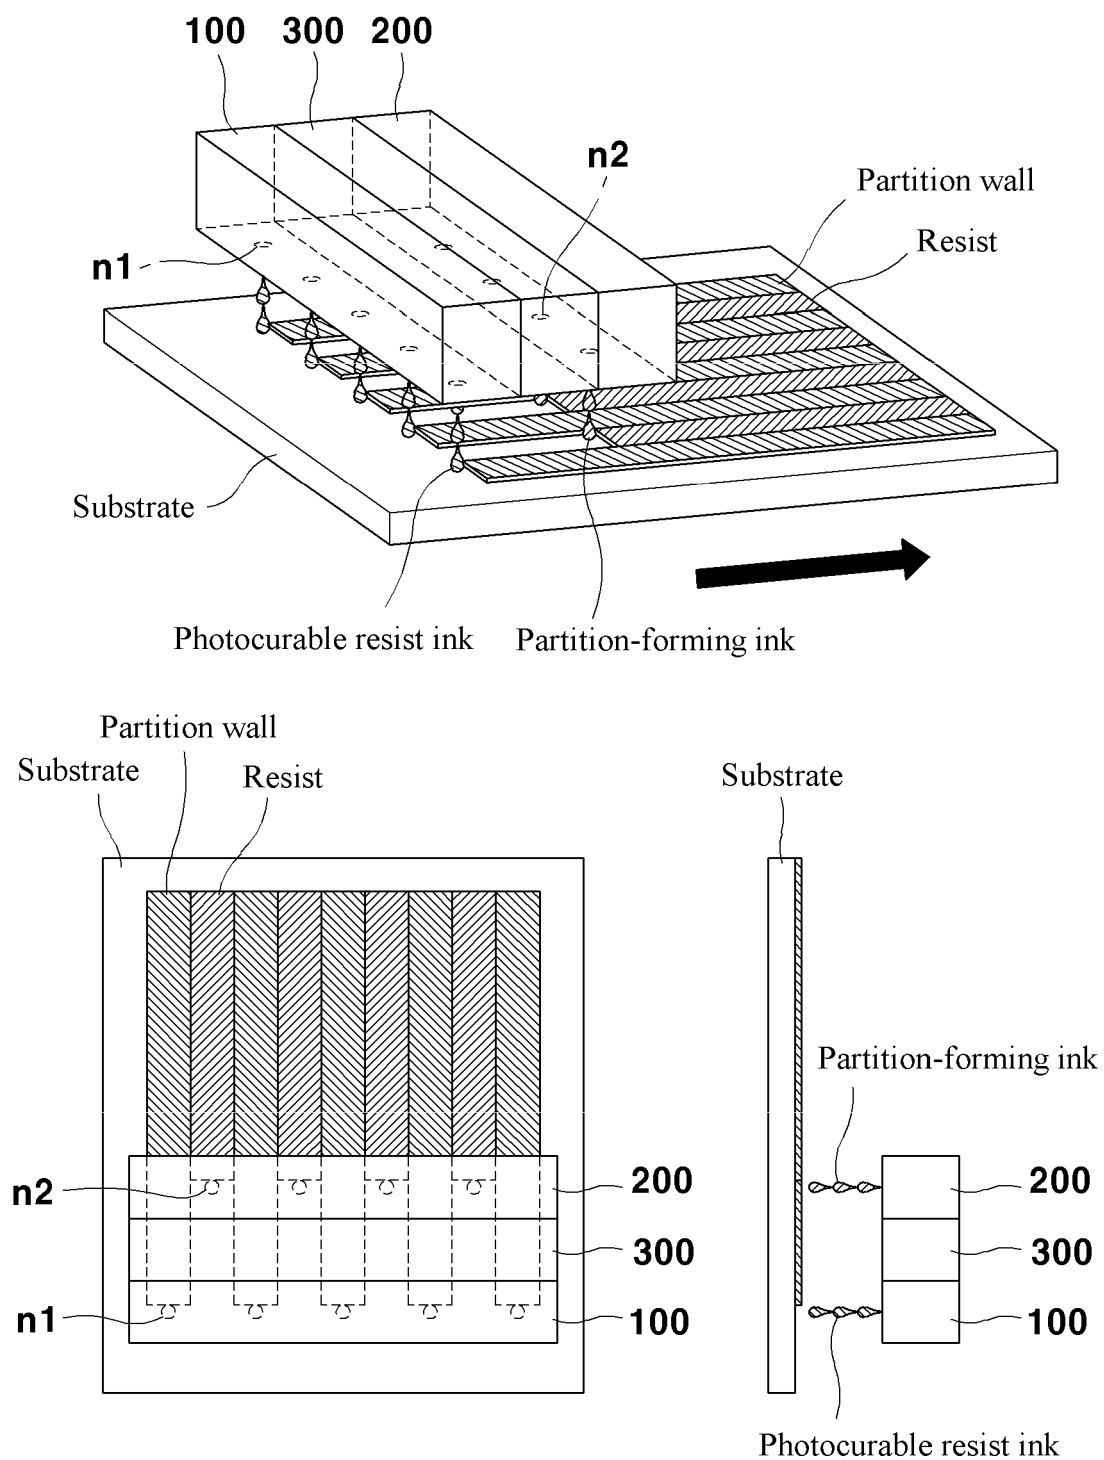 100 300 200
n2
Partition wall
Resist
n1
Substrate
Photocurable resist ink
Partition-forming ink
Partition wall
Substrate
Resist
n2
200
300
n1
100
Substrate
Partition-forming ink
200
300
100
Photocurable resist ink